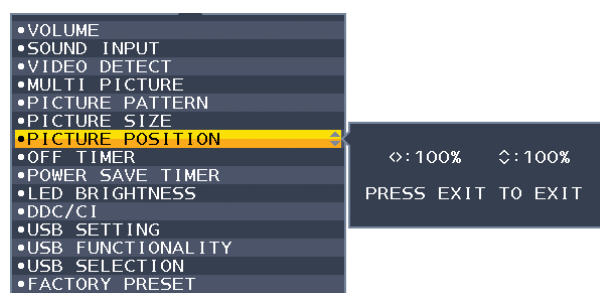 •VOLUME
•SOUND INPUT
•VIDEO DETECT
•MULTI PICTURE
•PICTURE PATTERN
•PICTURE SIZE
•PICTURE POSITION
•OFF TIMER
•POWER SAVE TIMER
•LED BRIGHTNESS
•DDC/CI
•USB SETTING
•USB FUNCTIONALITY
•USB SELECTION
•FACTORY PRESET
<>:100% ◇:100%
PRESS EXIT TO EXIT